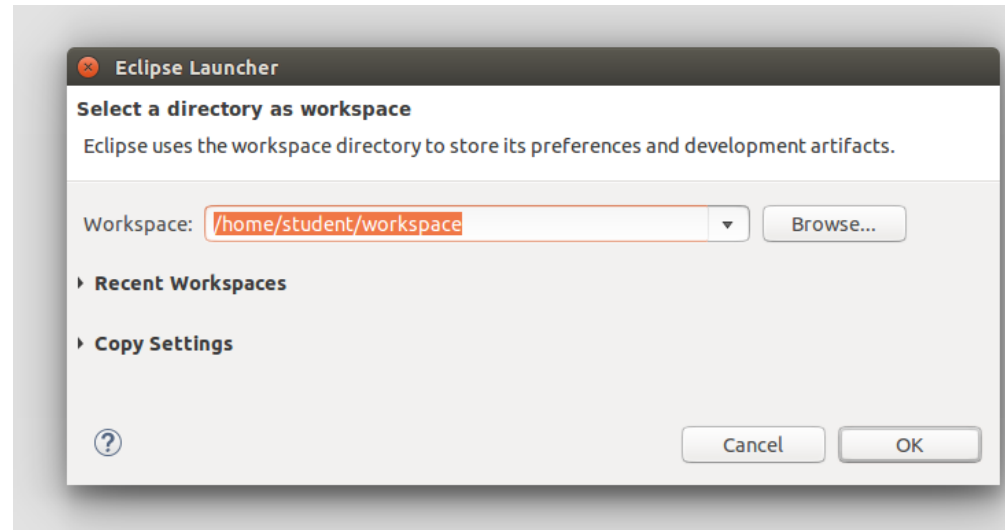 Eclipse Launcher
Select a directory as workspace
Eclipse uses the workspace directory to store its preferences and development artifacts.
Workspace: /home/student/workspace Browse...
Recent Workspaces
Copy Settings
? Cancel OK